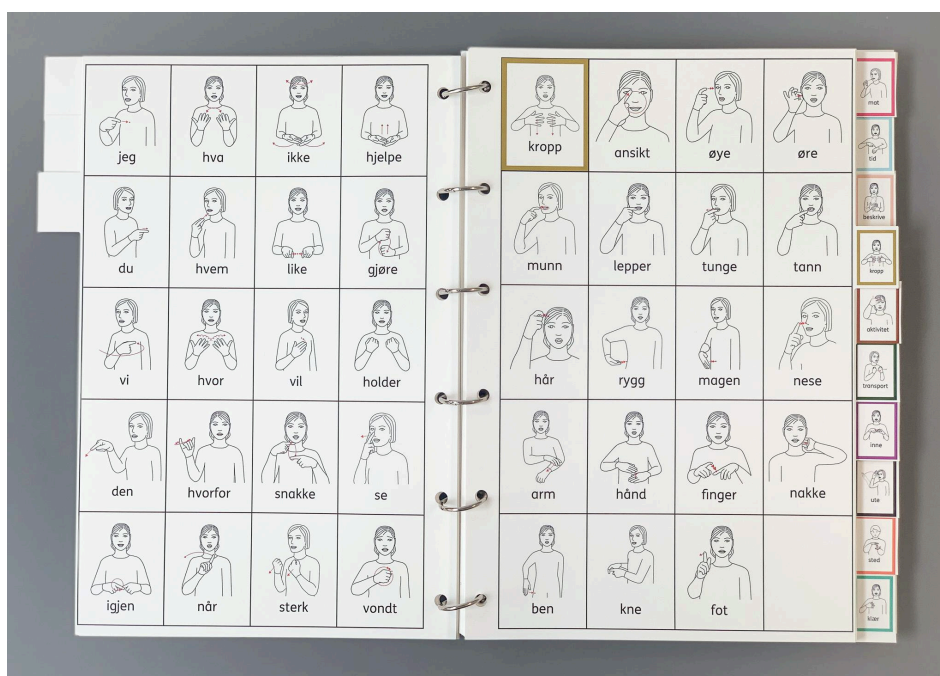 jeg hva ikke hjelpe
du hvem like gjøre
vi hvor vil holder
den hvorfor snakke se
igjen når sterk vondt
kropp ansikt øye øre
munn lepper tunge tann
hår rygg magen nese
arm hånd finger nakke
ben kne fot
mat
tid
beskrive
kropp
aktivitet
transport
inne
ute
sted
klær